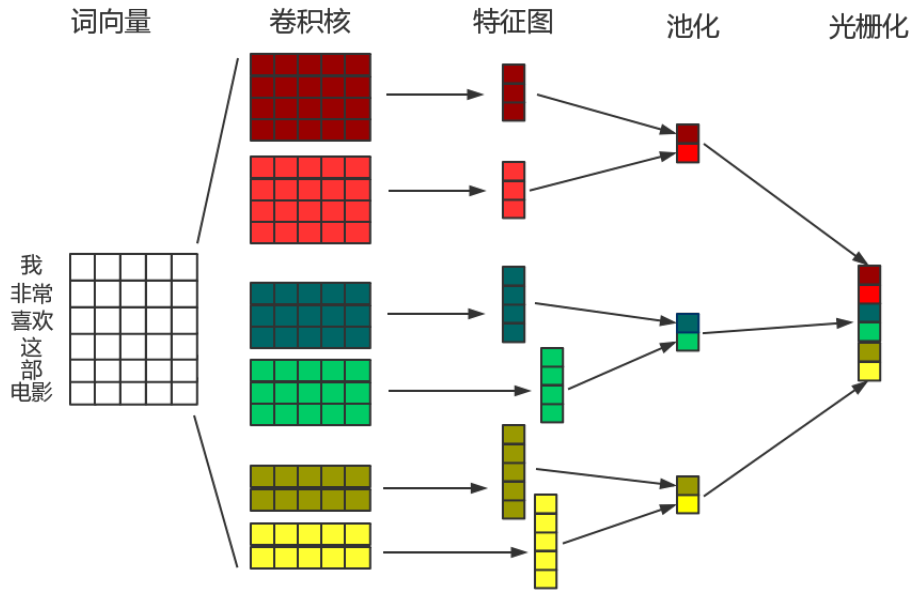 词向量
卷积核
特征图
池化
光栅化
我
非常
喜欢
这
部
电影